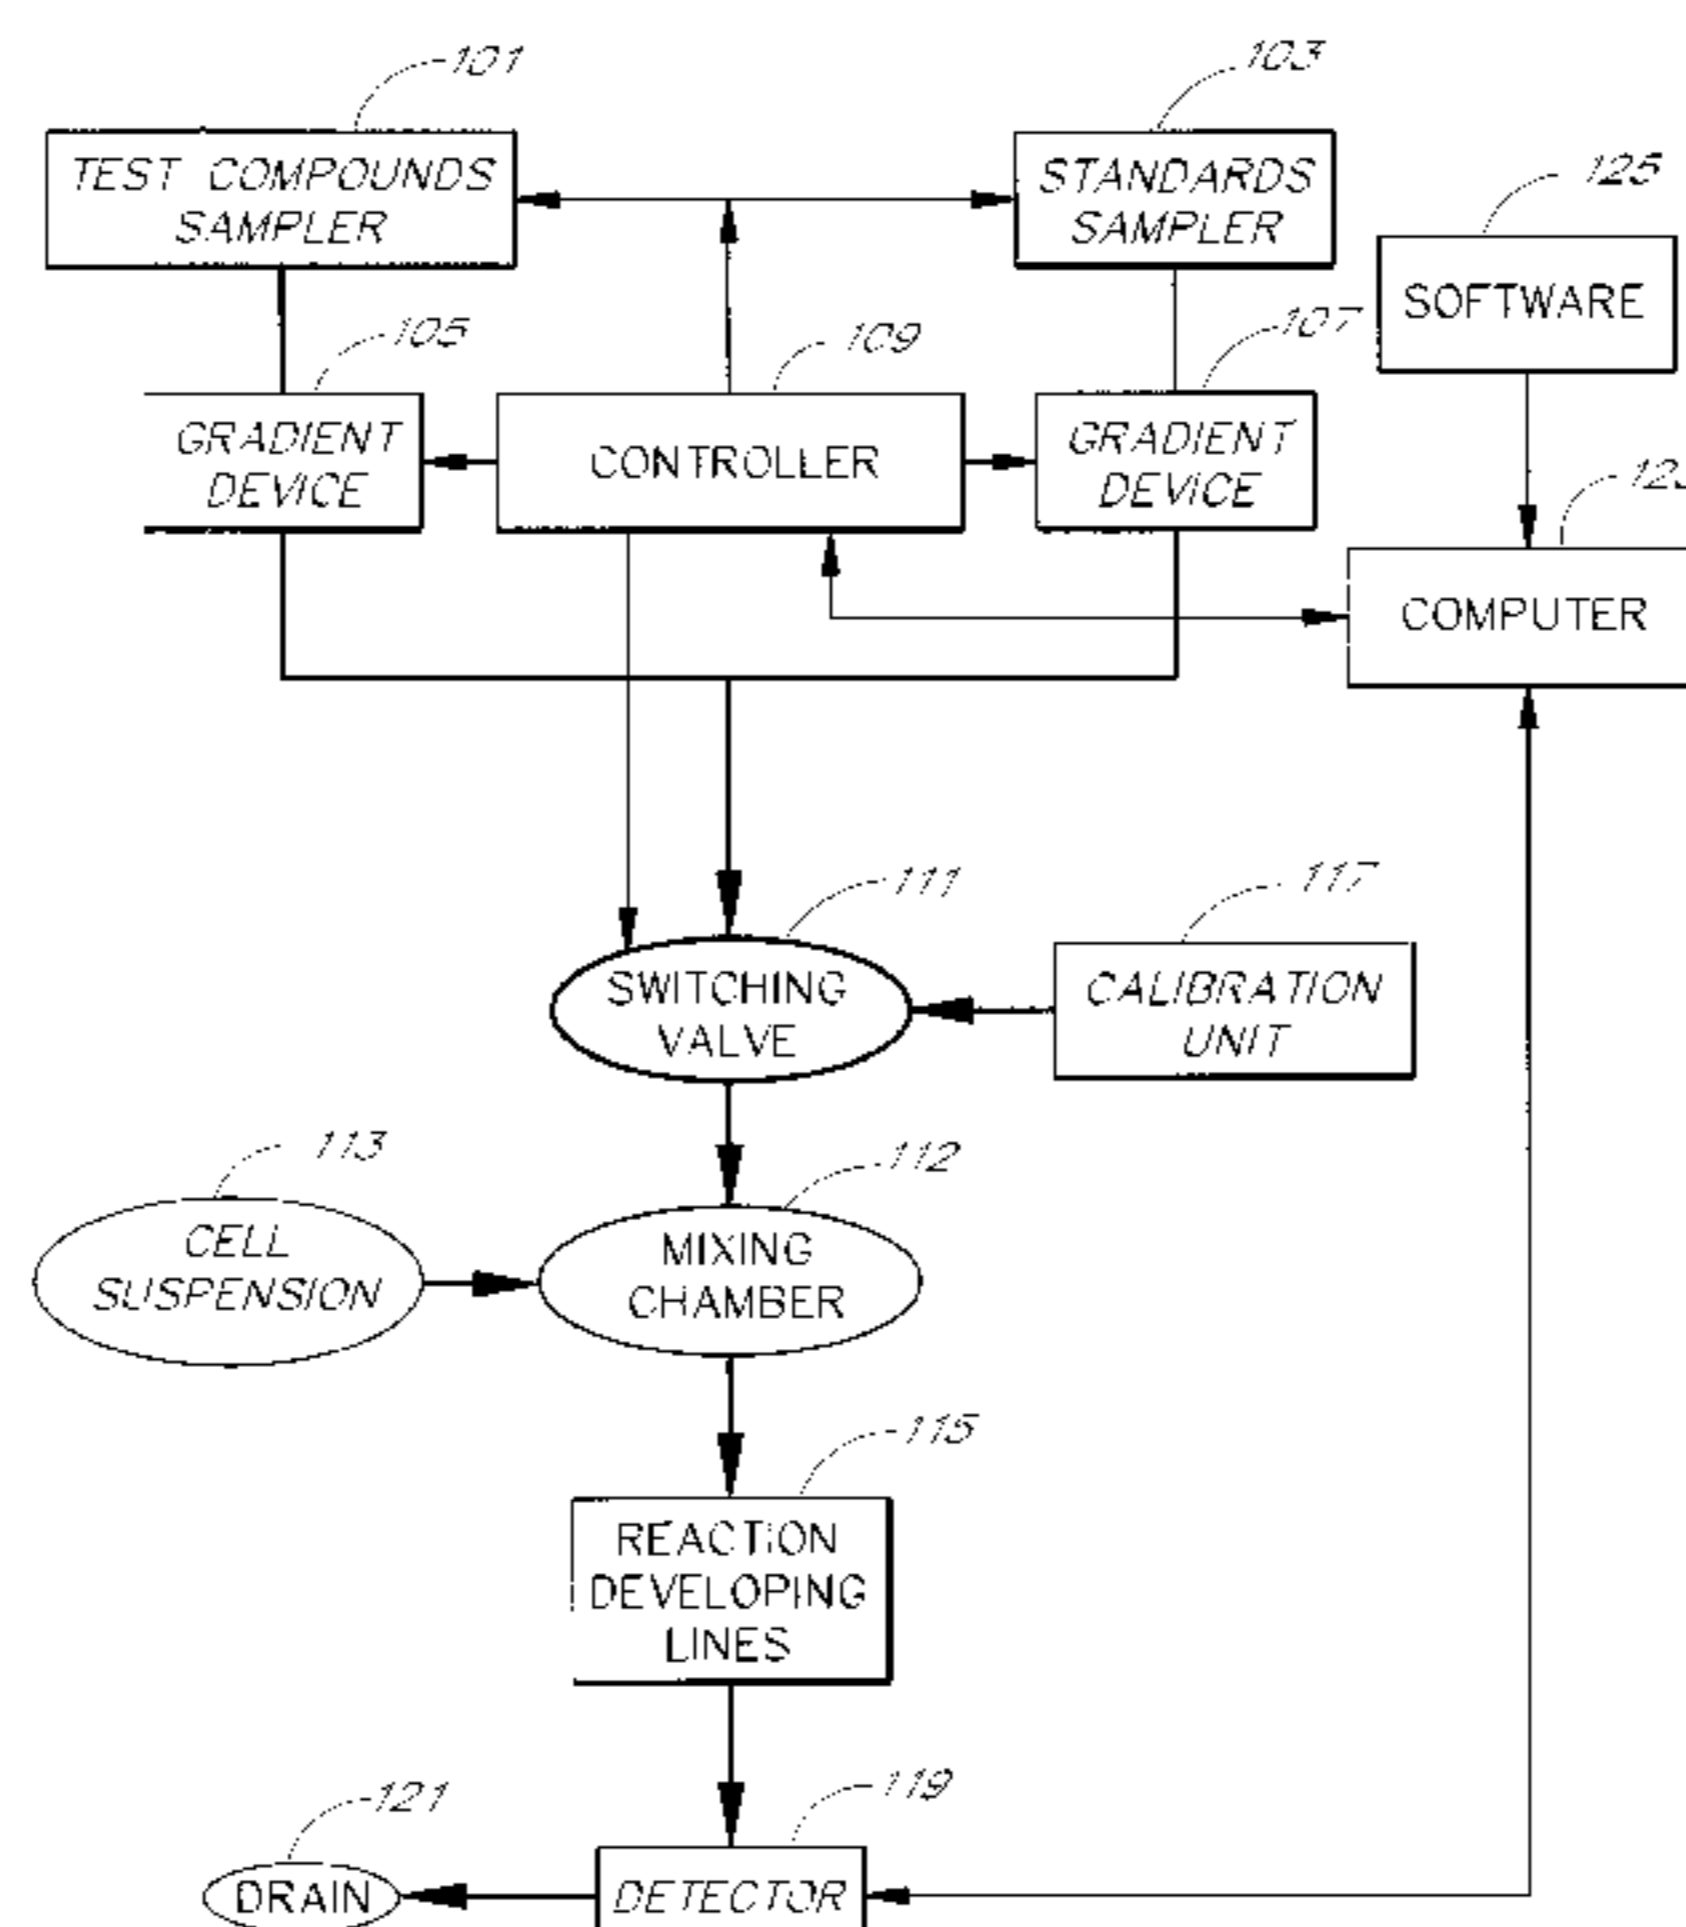 101
103
TEST COMPOUNDS
SAMPLER
STANDARDS
SAMPLER
125
SOFTWARE
105
109
107
GRADIENT
DEVICE
CONTROLLER
GRADIENT
DEVICE
COMPUTER
111
117
SWITCHING
VALVE
CALIBRATION
UNIT
113
112
CELL
SUSPENSION
MIXING
CHAMBER
115
REACTION
DEVELOPING
LINES
121
119
DRAIN
DETECTOR